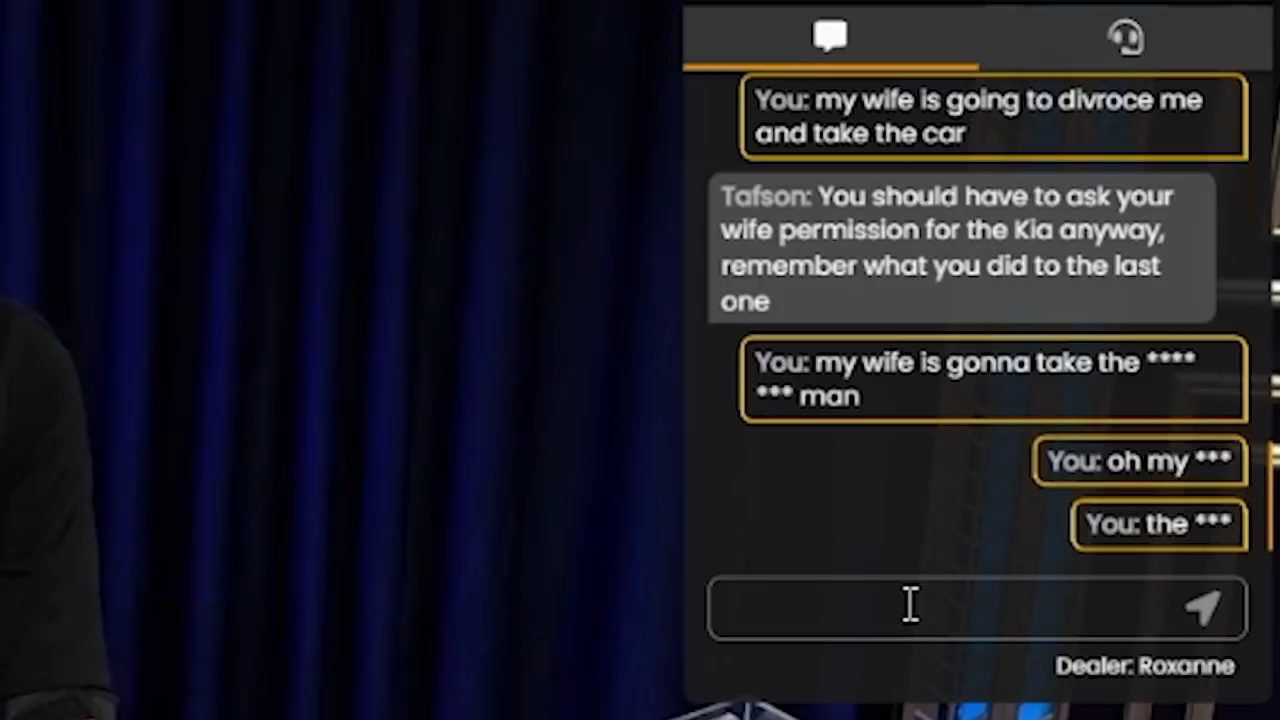 You: my wife is going to divroce me
and take the car
Tafson: You should have to ask your
wife permission for the Kia anyway,
remember what you did to the last
one
You: my wife is gonna take the ****
*** man
You: oh my ***
You: the ***
Dealer: Roxanne